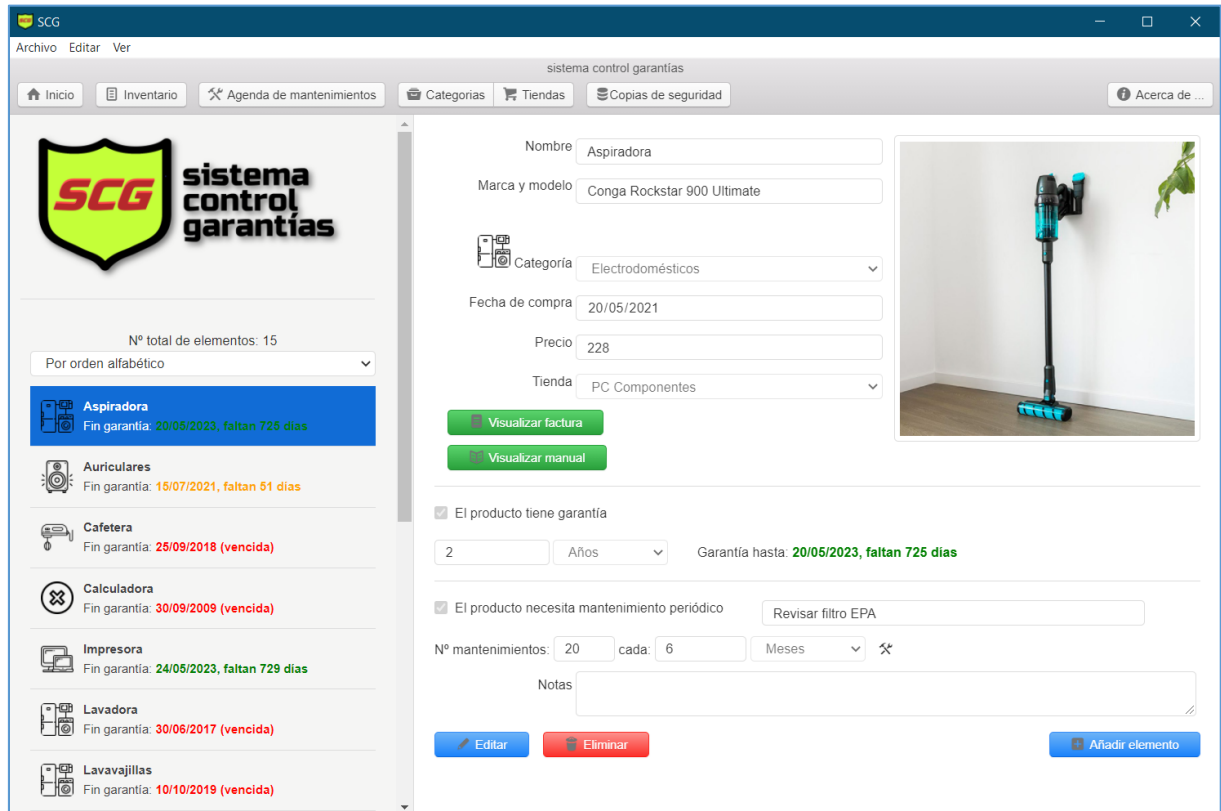 SCG
Archivo Editar Ver
sistema control garantías
Inicio Inventario Agenda de mantenimientos Categorias Tiendas Copias de seguridad Acerca de ...
SCG sistema
control
garantías
Nº total de elementos: 15
Por orden alfabético
Aspiradora
Fin garantía: 20/05/2023, faltan 725 días
Auriculares
Fin garantía: 15/07/2021, faltan 51 días
Cafetera
Fin garantía: 25/09/2018 (vencida)
Calculadora
Fin garantía: 30/09/2009 (vencida)
Impresora
Fin garantía: 24/05/2023, faltan 729 días
Lavadora
Fin garantía: 30/06/2017 (vencida)
Lavavajillas
Fin garantía: 10/10/2019 (vencida)
Nombre Aspiradora
Marca y modelo Conga Rockstar 900 Ultimate
Categoría Electrodomésticos
Fecha de compra 20/05/2021
Precio 228
Tienda PC Componentes
Visualizar factura
Visualizar manual
El producto tiene garantía
2 Años Garantía hasta: 20/05/2023, faltan 725 días
El producto necesita mantenimiento periódico Revisar filtro EPA
Nº mantenimientos: 20 cada: 6 Meses
Notas
Editar Eliminar Añadir elemento